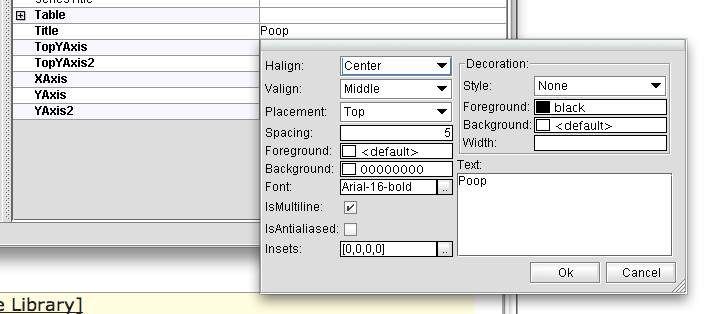 seriesTitle
Table
Title Poop
TopYAxis
TopYAxis2
XAxis
YAxis
YAxis2
Halign: Center
Valign: Middle
Placement: Top
Spacing: 5
Foreground: <default>
Background: 00000000
Font: Arial-16-bold ..
IsMultiline:
IsAntialiased:
Insets: [0,0,0,0] ..
Decoration:
Style: None
Foreground: black
Background: <default>
Width:
Text:
Poop
Ok Cancel
e Library]